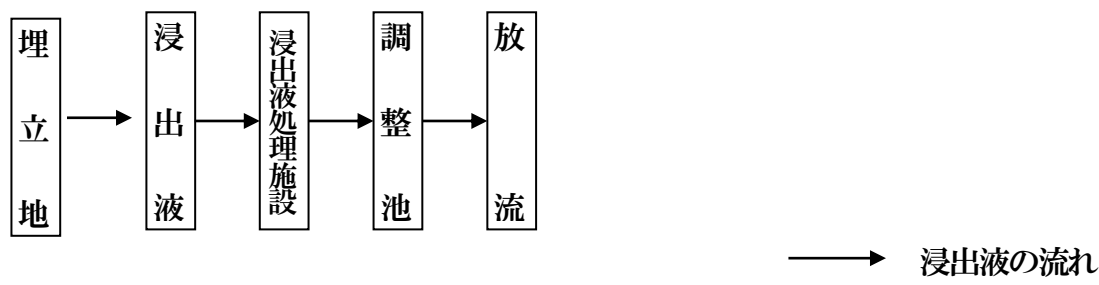 埋立地
浸出液
浸出液処理施設
調整池
放流
浸出液の流れ